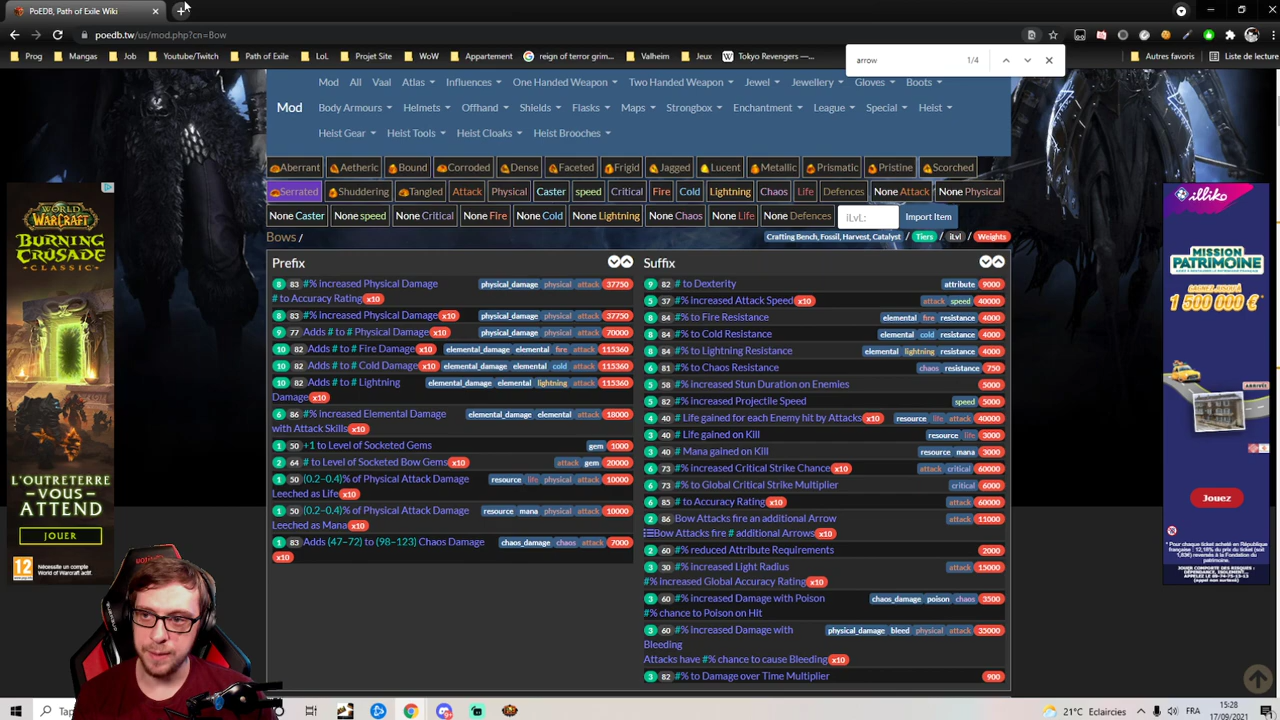 PoEDB, Path of Exile Wiki
poedb.tw/us/mod.php?cn=Bow
Prog Mangas Job Twitch/YouTube Path of Exile LoL Projet Site WoW Appartement reign of terror grim... Valheim Jeux Tokyo Revengers —... Autres favoris Liste de lecture
arrow 1/4
Mod All Vaal Atlas Influences One Handed Weapon Two Handed Weapon Jewel Jewellery Gloves Boots
Mod
Body Armours Helmets Offhand Shields Flasks Maps Strongbox Enchantment League Special Heist
Heist Gear Heist Tools Heist Cloaks Heist Brooches
Aberrant Aetheric Bound Corroded Dense Faceted Frigid Jagged Lucent Metallic Prismatic Pristine Scorched
Serrated Shuddering Tangled Attack Physical Caster speed Critical Fire Cold Lightning Chaos Life Defences None Attack None Physical
None Caster None speed None Critical None Fire None Cold None Lightning None Chaos None Life None Defences iLvL: Import Item
Bows /
Crafting Bench, Fossil, Harvest, Catalyst / Tiers / iLvl / Weights
Prefix
8 83 #% increased Physical Damage physical_damage physical attack 37750
# to Accuracy Rating x10
8 83 #% increased Physical Damage x10 physical_damage physical attack 37750
9 77 Adds # to # Physical Damage x10 physical_damage physical attack 70000
10 82 Adds # to # Fire Damage x10 elemental_damage elemental fire attack 115360
10 82 Adds # to # Cold Damage x10 elemental_damage elemental cold attack 115360
10 82 Adds # to # Lightning elemental_damage elemental lightning attack 115360
Damage x10
6 86 #% increased Elemental Damage elemental_damage elemental attack 18000
with Attack Skills x10
1 50 +1 to Level of Socketed Gems gem 1000
2 64 # to Level of Socketed Bow Gems x10 attack gem 20000
1 50 (0.2–0.4)% of Physical Attack Damage resource life physical attack 10000
Leeched as Life x10
1 50 (0.2–0.4)% of Physical Attack Damage resource mana physical attack 10000
Leeched as Mana x10
1 83 Adds (47–72) to (98–123) Chaos Damage chaos_damage chaos attack 7000
x10
Suffix
9 82 # to Dexterity attribute 9000
5 37 #% increased Attack Speed x10 attack speed 40000
8 84 #% to Fire Resistance elemental fire resistance 4000
8 84 #% to Cold Resistance elemental cold resistance 4000
8 84 #% to Lightning Resistance elemental lightning resistance 4000
6 81 #% to Chaos Resistance chaos resistance 750
5 58 #% increased Stun Duration on Enemies 5000
5 82 #% increased Projectile Speed speed 5000
4 40 # Life gained for each Enemy hit by Attacks x10 resource life attack 40000
3 40 # Life gained on Kill resource life 3000
3 40 # Mana gained on Kill resource mana 3000
6 73 #% increased Critical Strike Chance x10 attack critical 60000
6 73 #% to Global Critical Strike Multiplier critical 6000
6 85 # to Accuracy Rating x10 attack 60000
2 86 Bow Attacks fire an additional Arrow attack 11000
Bow Attacks fire # additional Arrows x10
2 60 #% reduced Attribute Requirements 2000
3 30 #% increased Light Radius attack 15000
#% increased Global Accuracy Rating x10
3 60 #% increased Damage with Poison chaos_damage poison chaos 3500
#% chance to Poison on Hit
3 60 #% increased Damage with physical_damage bleed physical attack 35000
Bleeding
Attacks have #% chance to cause Bleeding x10
3 82 #% to Damage over Time Multiplier 900
WORLD WARCRAFT
BURNING CRUSADE
CLASSIC
L'OUTRETERRE
—VOUS—
ATTEND
JOUER
12
illiko
MISSION
PATRIMOINE
1 500 000 €
Jouez
Tap
21°C Eclaircies
FRA
15:28
17/09/2021